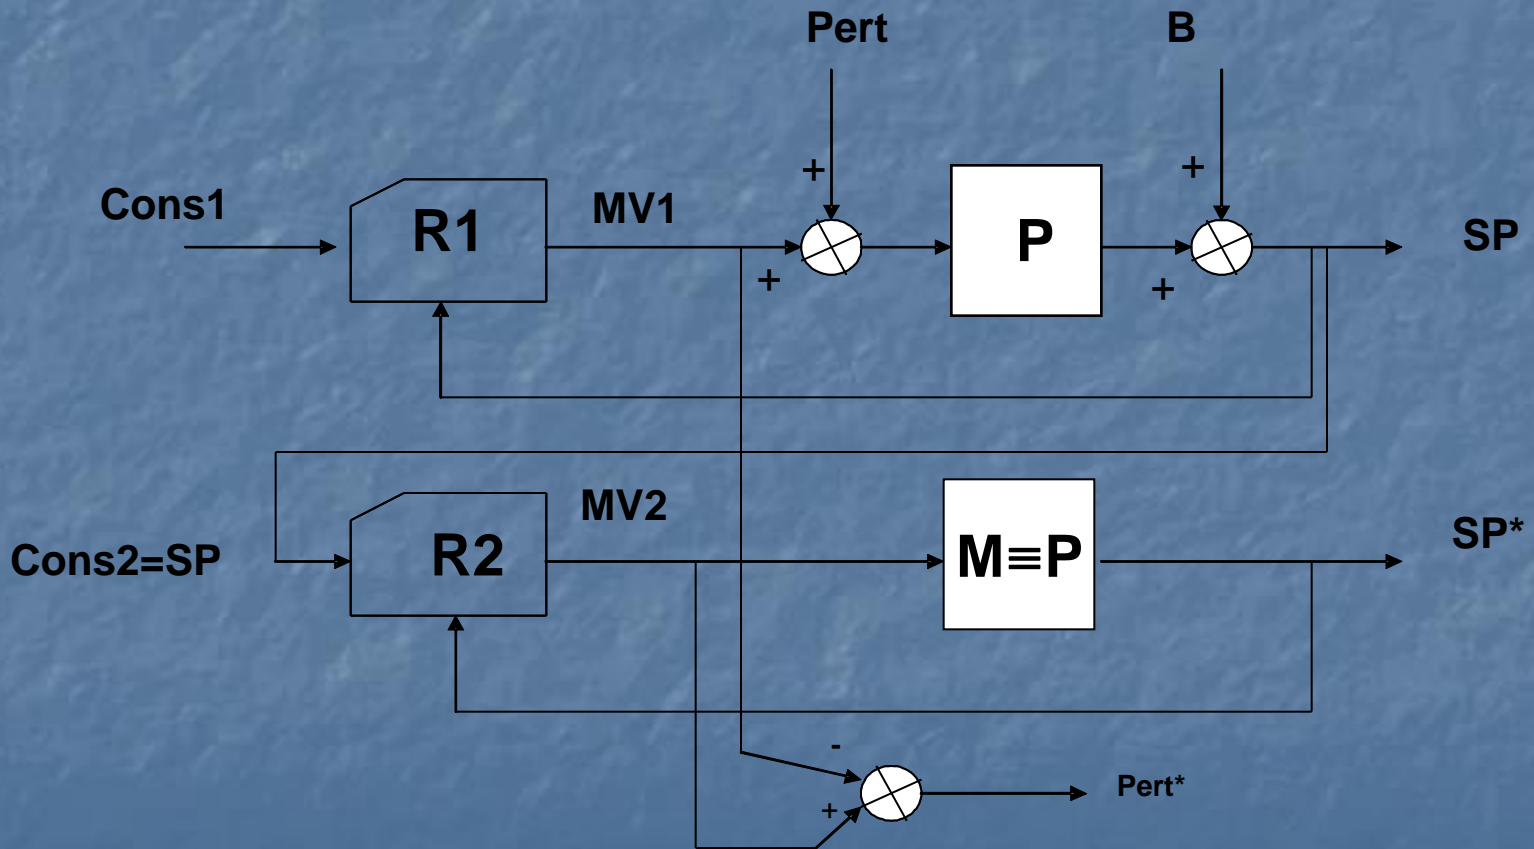 Pert
B
+
+
Cons1
R1
MV1
P
SP
+
+
MV2
Cons2=SP
R2
M≡P
SP*
-
Pert*
+